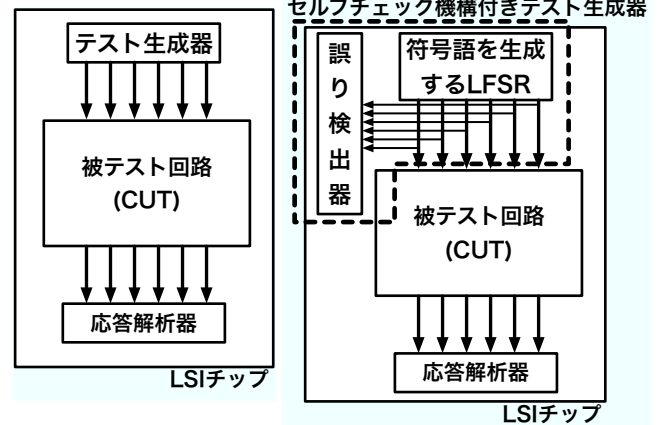 テスト生成器
被テスト回路
(CUT)
応答解析器
LSIチップ
セルフチェック機構付きテスト生成器
誤り検出器
符号語を生成
するLFSR
被テスト回路
(CUT)
応答解析器
LSIチップ